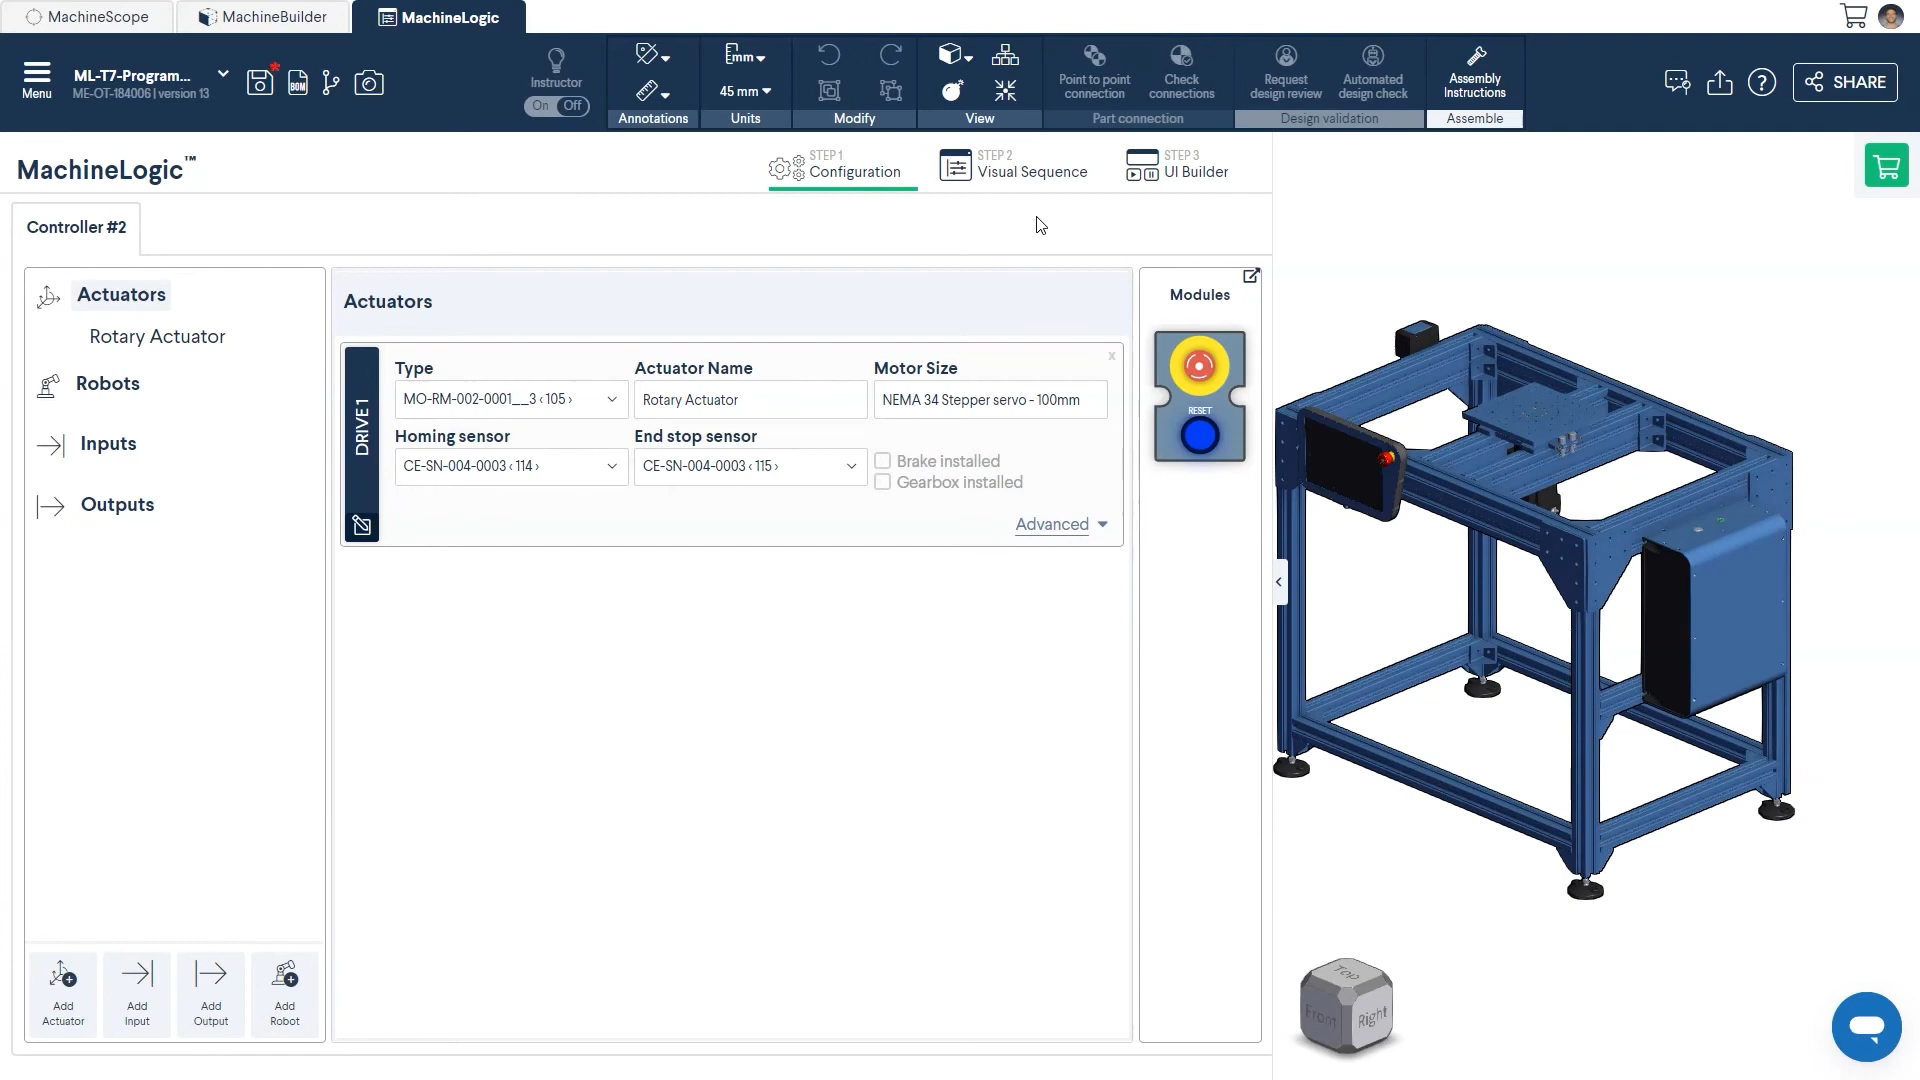 MachineScope
MachineBuilder
MachineLogic
Menu
ML-T7-Program...
ME-OT-184006 | version 13
BOM
Instructor
On Off
Annotations
mm
45 mm
Units
Modify
View
Point to point connection
Check connections
Part connection
Request design review
Automated design check
Design validation
Assembly Instructions
Assemble
SHARE
MachineLogic™
STEP 1
Configuration
STEP 2
Visual Sequence
STEP 3
UI Builder
Controller #2
Actuators
Rotary Actuator
Robots
Inputs
Outputs
Add Actuator
Add Input
Add Output
Add Robot
Actuators
DRIVE 1
Type
MO-RM-002-0001__3 ‹ 105 ›
Actuator Name
Rotary Actuator
Motor Size
NEMA 34 Stepper servo - 100mm
x
Homing sensor
CE-SN-004-0003 ‹ 114 ›
End stop sensor
CE-SN-004-0003 ‹ 115 ›
Brake installed
Gearbox installed
Advanced
Modules
RESET
Top
Front
Right